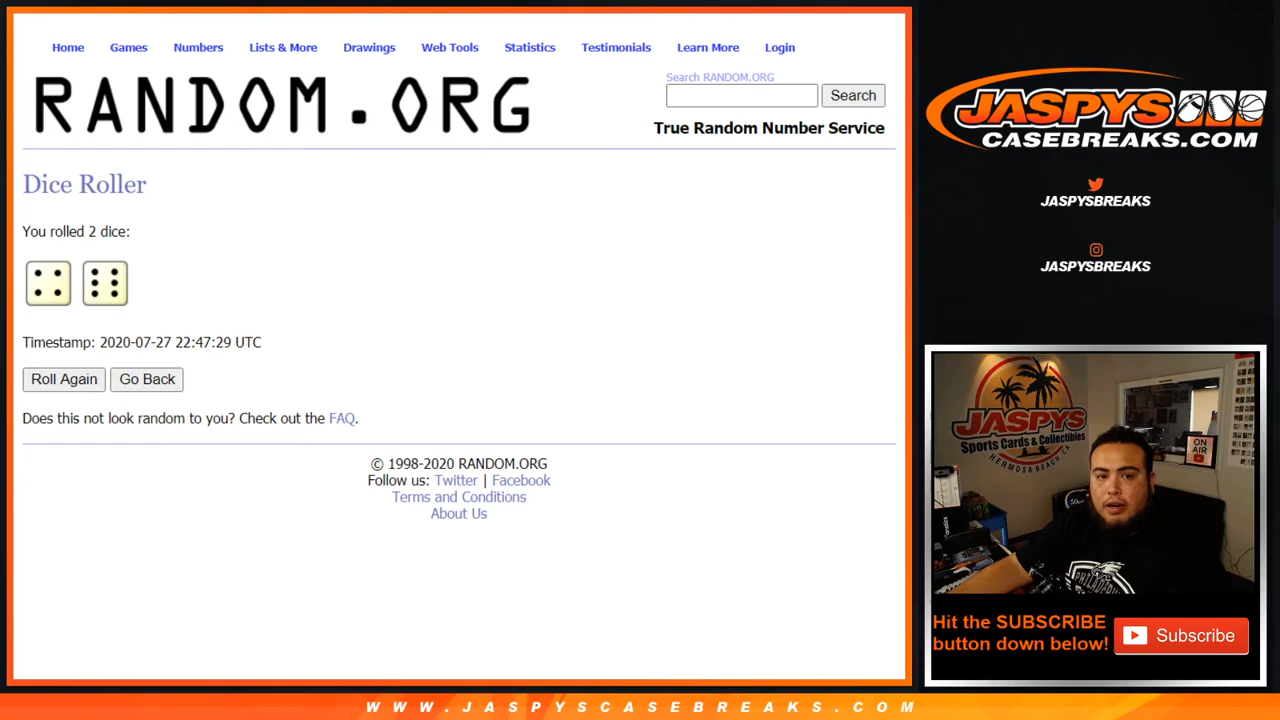 Home Games Numbers Lists & More Drawings Web Tools Statistics Testimonials Learn More Login
RANDOM.ORG
Search RANDOM.ORG
Search
True Random Number Service
Dice Roller
You rolled 2 dice:
Timestamp: 2020-07-27 22:47:29 UTC
Roll Again Go Back
Does this not look random to you? Check out the FAQ.
© 1998-2020 RANDOM.ORG
Follow us: Twitter | Facebook
Terms and Conditions
About Us
JASPYS
CASEBREAKS.COM
JASPYSBREAKS
JASPYSBREAKS
JASPYS
Sports Cards & Collectibles
HERMOSA BEACH, CA
ON
AIR
PHILADELPHIA
Hit the SUBSCRIBE
button down below!
Subscribe
WWW.JASPYSCASEBREAKS.COM